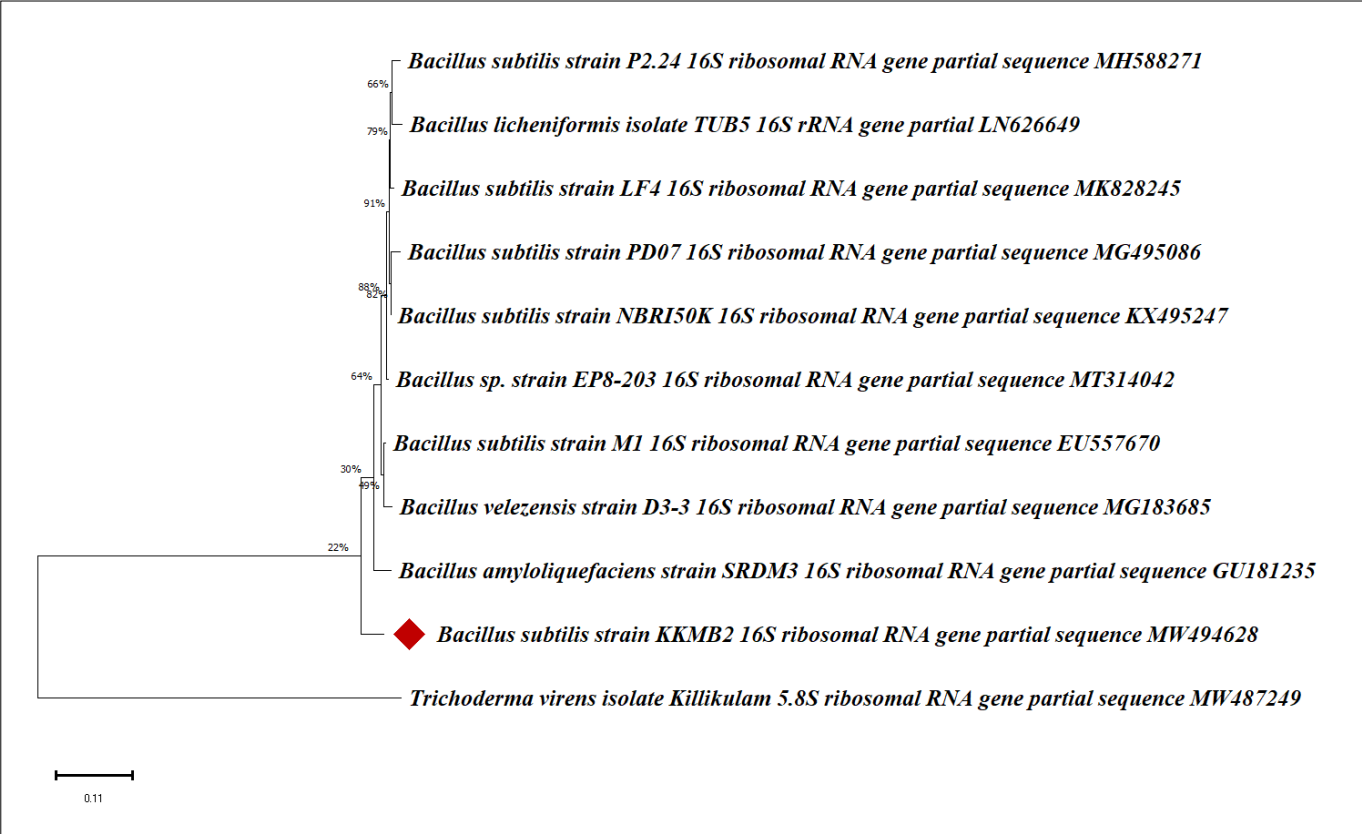 Bacillus subtilis strain P2.24 16S ribosomal RNA gene partial sequence MH588271
66%
Bacillus licheniformis isolate TUB5 16S rRNA gene partial LN626649
79%
Bacillus subtilis strain LF4 16S ribosomal RNA gene partial sequence MK828245
91%
Bacillus subtilis strain PD07 16S ribosomal RNA gene partial sequence MG495086
88%
82%
Bacillus subtilis strain NBRI50K 16S ribosomal RNA gene partial sequence KX495247
64%
Bacillus sp. strain EP8-203 16S ribosomal RNA gene partial sequence MT314042
Bacillus subtilis strain M1 16S ribosomal RNA gene partial sequence EU557670
30%
49%
Bacillus velezensis strain D3-3 16S ribosomal RNA gene partial sequence MG183685
22%
Bacillus amyloliquefaciens strain SRDM3 16S ribosomal RNA gene partial sequence GU181235
Bacillus subtilis strain KKMB2 16S ribosomal RNA gene partial sequence MW494628
Trichoderma virens isolate Killikulam 5.8S ribosomal RNA gene partial sequence MW487249
0.11